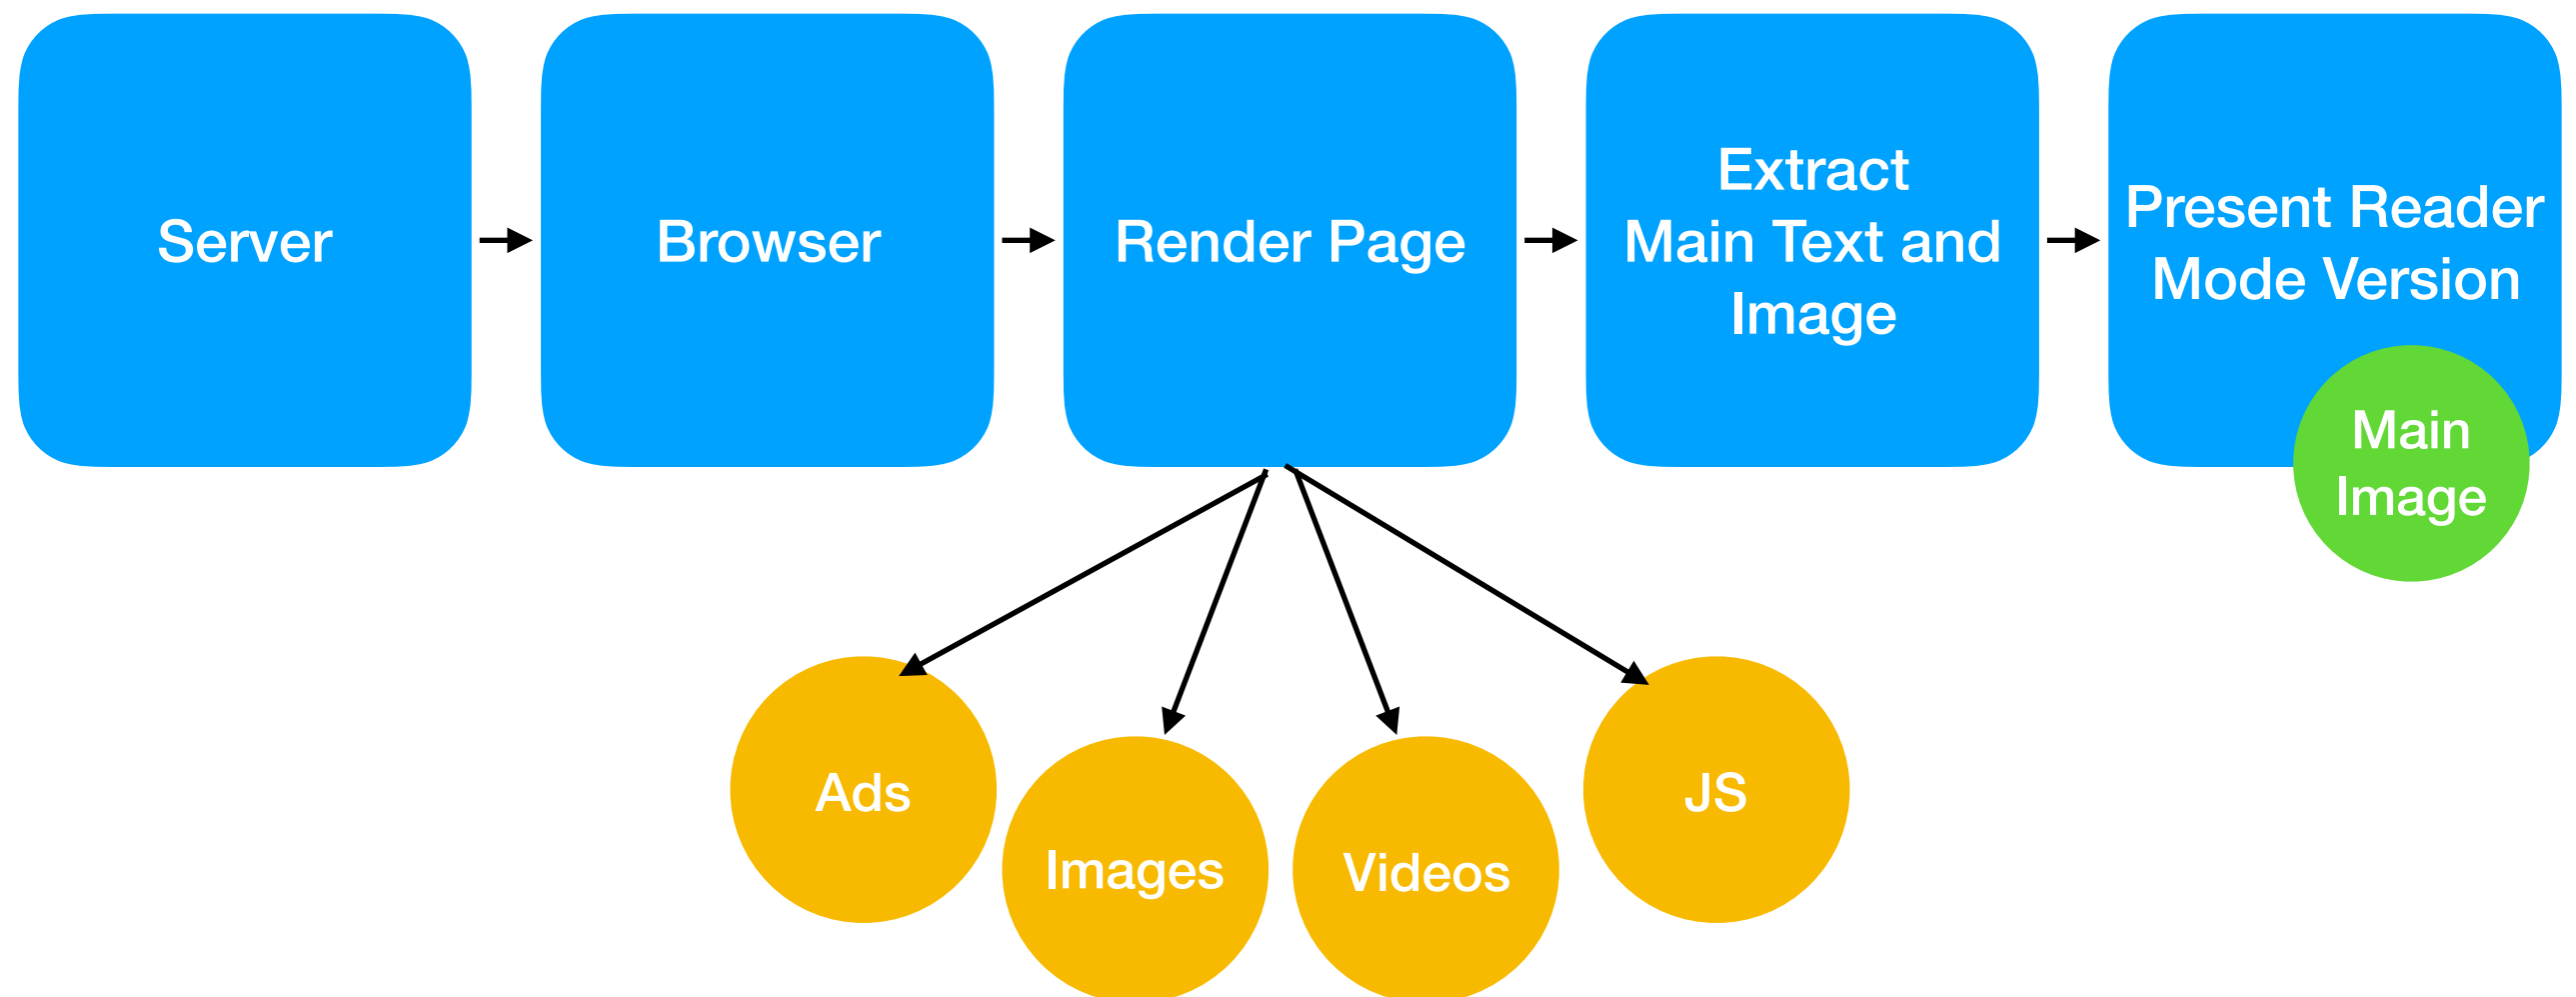 Server
Browser
Render Page
Extract
Main Text and
Image
Present Reader
Mode Version
Main
Image
Ads
Images
Videos
JS